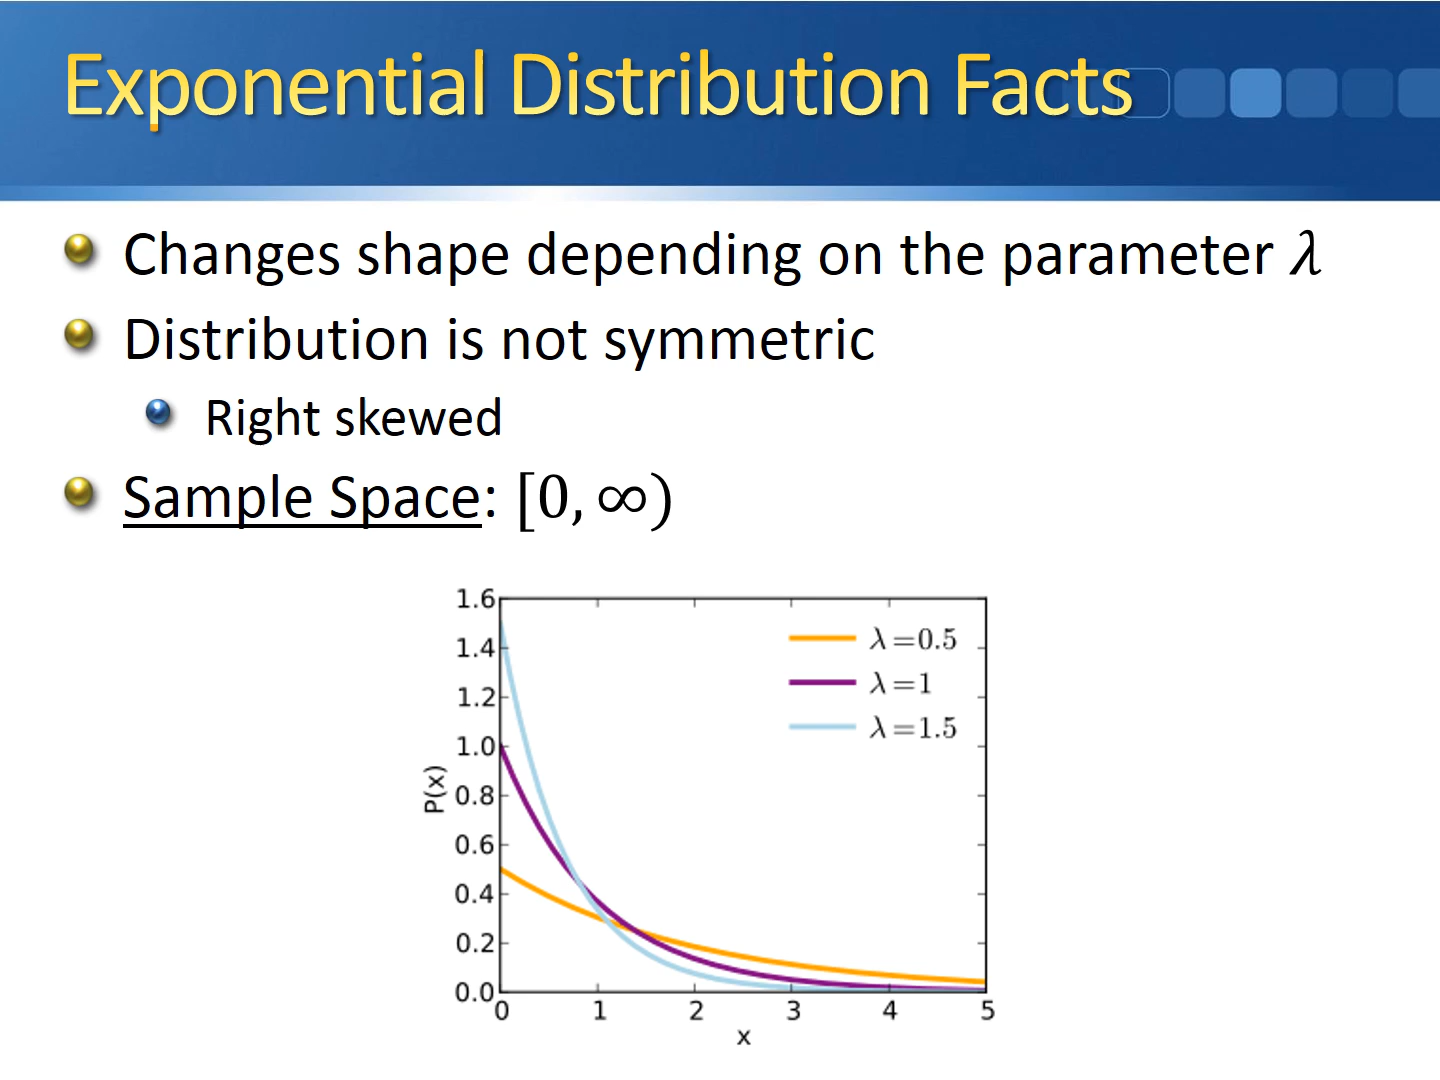 Exponential Distribution Facts
Changes shape depending on the parameter λ
Distribution is not symmetric
Right skewed
Sample Space: [0, ∞)
1.6
1.4
1.2
1.0
0.8
0.6
0.4
0.2
0.0
P(x)
λ=0.5
λ=1
λ=1.5
0 1 2 3 4 5
x